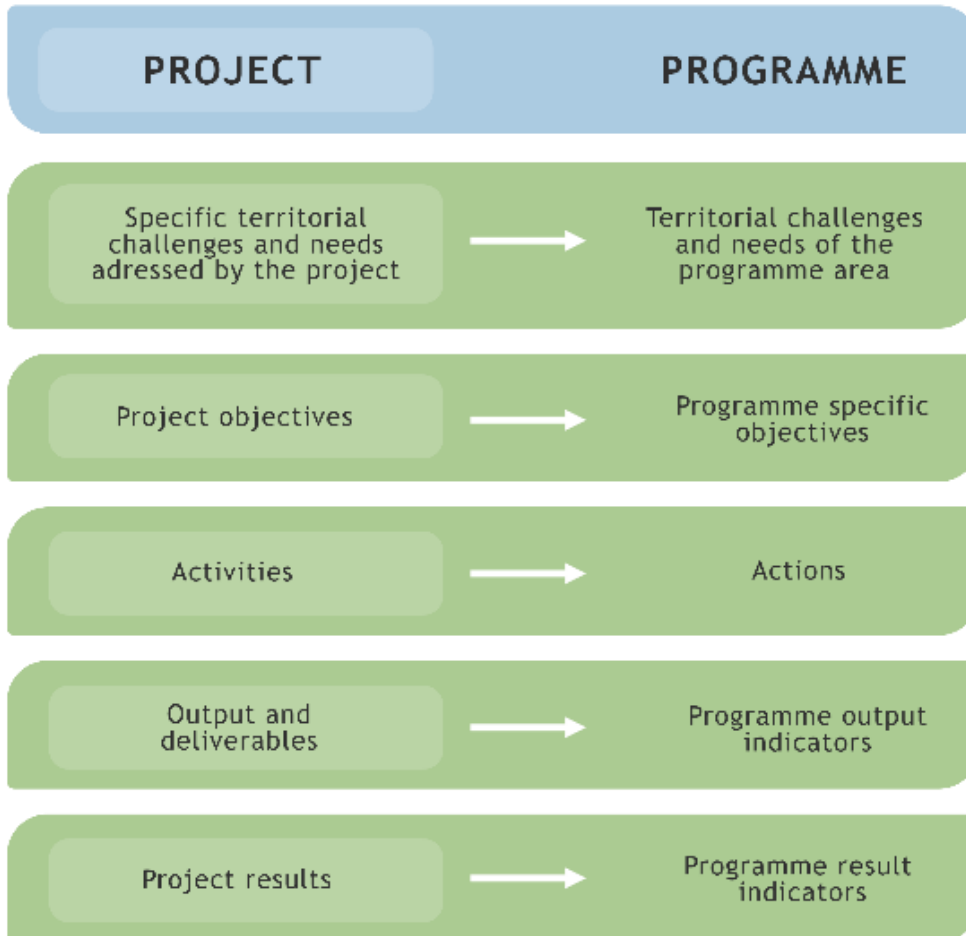 PROJECT
PROGRAMME
Specific territorial
challenges and needs
adressed by the project
Territorial challenges
and needs of the
programme area
Project objectives
Programme specific
objectives
Activities
Actions
Output and
deliverables
Programme output
indicators
Project results
Programme result
indicators